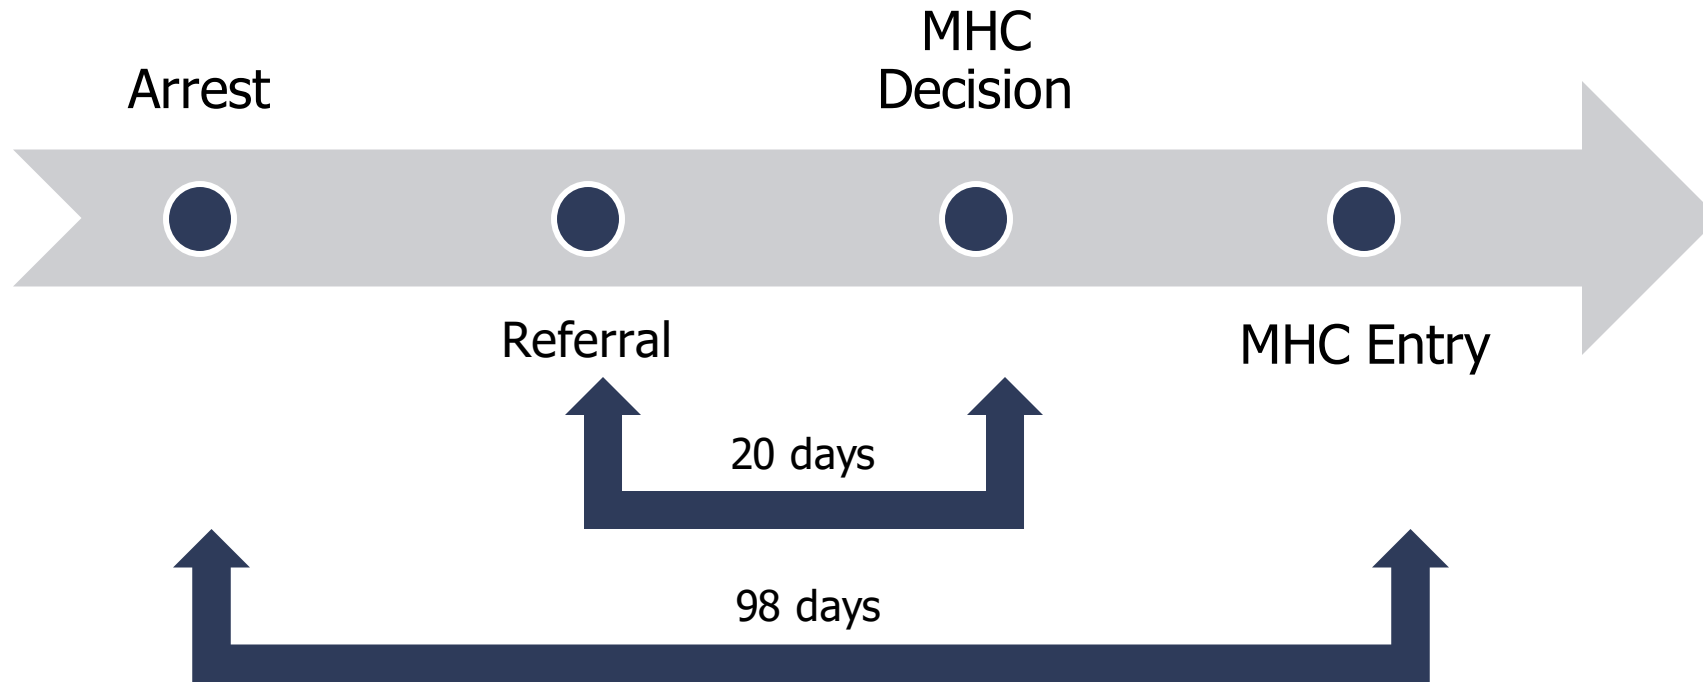 Arrest
MHC
Decision
Referral
MHC Entry
20 days
98 days